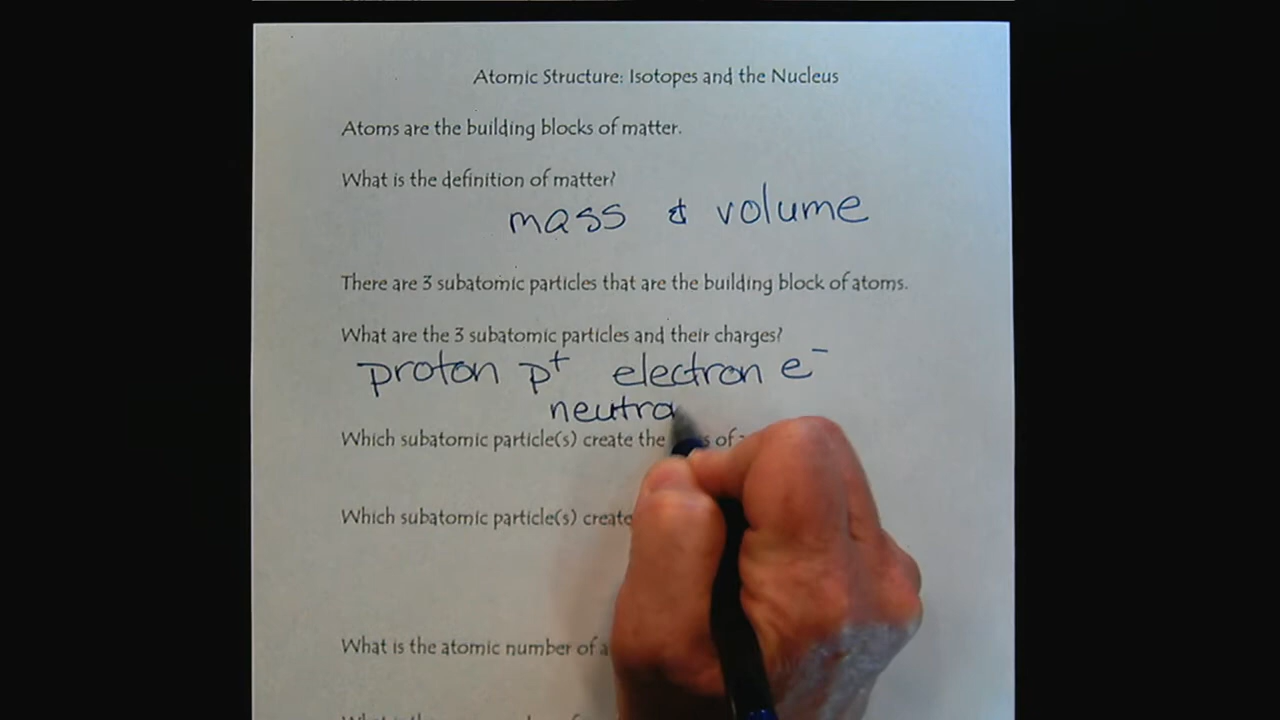 Atomic Structure: Isotopes and the Nucleus
Atoms are the building blocks of matter.
What is the definition of matter?
mass & volume
There are 3 subatomic particles that are the building block of atoms.
What are the 3 subatomic particles and their charges?
proton p⁺ electron e⁻
neutro
Which subatomic particle(s) create the of
Which subatomic particle(s) create
What is the atomic number of a